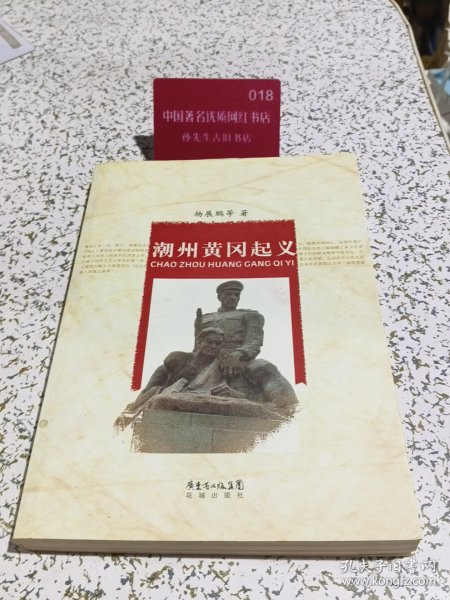 018
中国著名优质网红书店
孙先生古旧书店
杨展鹏等 著
潮州黄冈起义
CHAO ZHOU HUANG GANG QI YI
广东省出版集团
花城出版社
孔夫子旧书网
www.kongfz.com